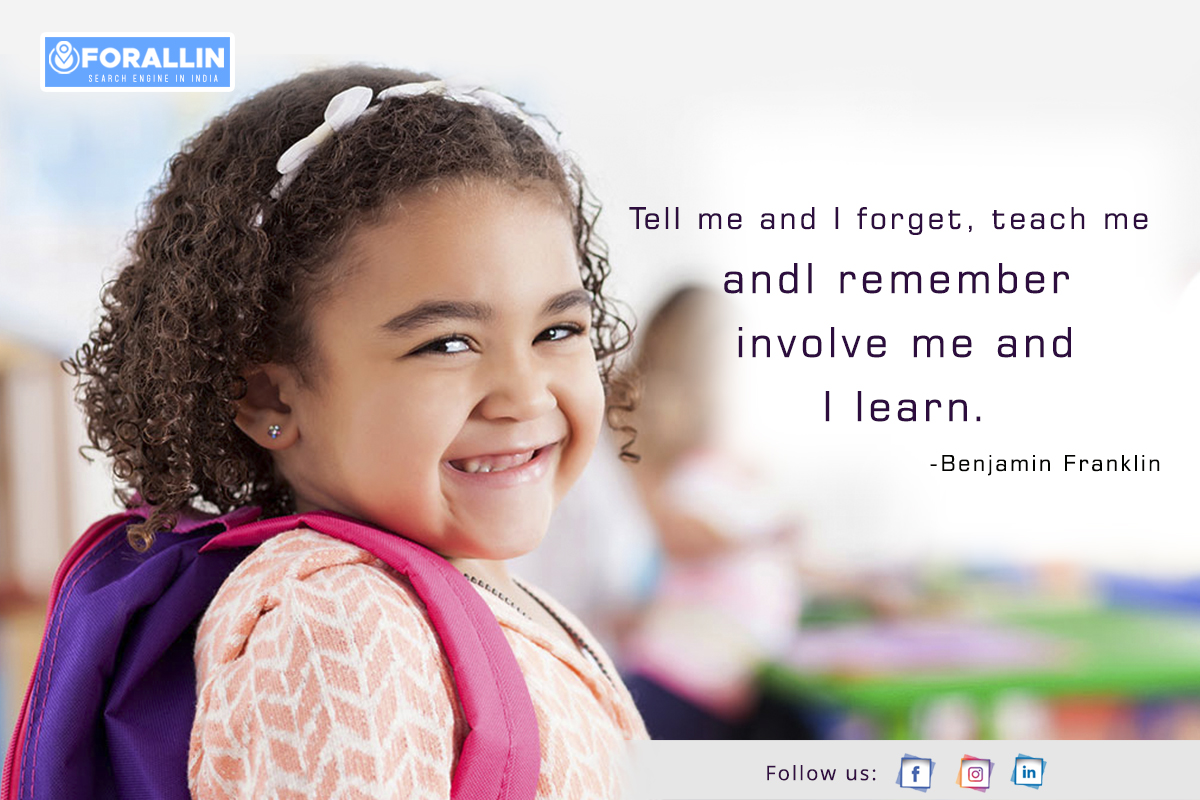 FORALLIN
SEARCH ENGINE IN INDIA
Tell me and I forget, teach me
andI remember
involve me and
I learn.
-Benjamin Franklin
Follow us: f in